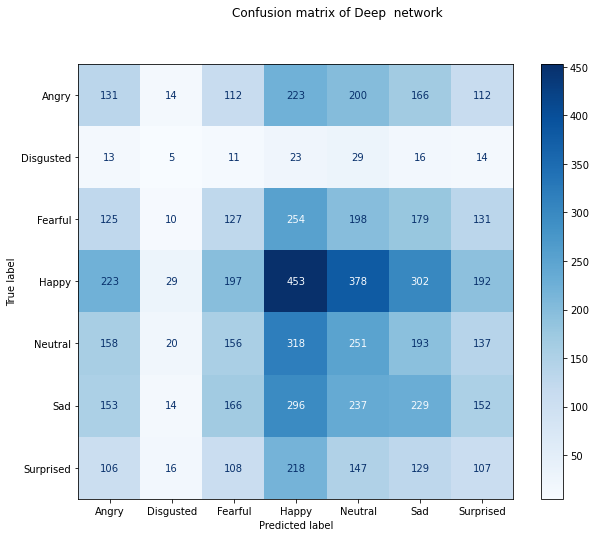 Confusion matrix of Deep  network
Angry 131 14 112 223 200 166 112
Disgusted 13 5 11 23 29 16 14
Fearful 125 10 127 254 198 179 131
Happy 223 29 197 453 378 302 192
Neutral 158 20 156 318 251 193 137
Sad 153 14 166 296 237 229 152
Surprised 106 16 108 218 147 129 107
Angry Disgusted Fearful Happy Neutral Sad Surprised
Predicted label
True label
450
400
350
300
250
200
150
100
50